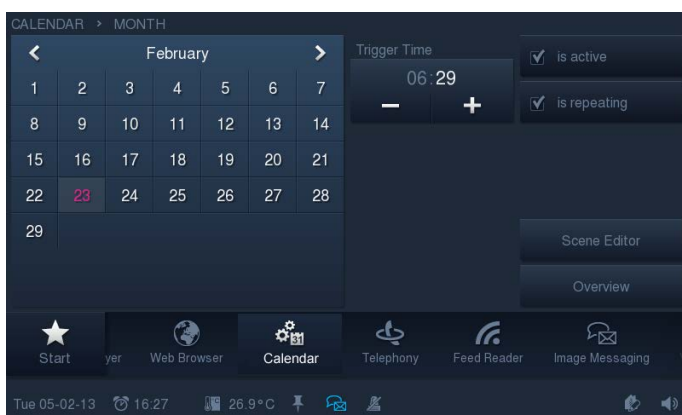 CALENDAR > MONTH
February
1 2 3 4 5 6 7
8 9 10 11 12 13 14
15 16 17 18 19 20 21
22 23 24 25 26 27 28
29
Trigger Time
06:29
is active
is repeating
Scene Editor
Overview
Start yer Web Browser Calendar Telephony Feed Reader Image Messaging
31
Tue 05-02-13 16:27 26.9°C